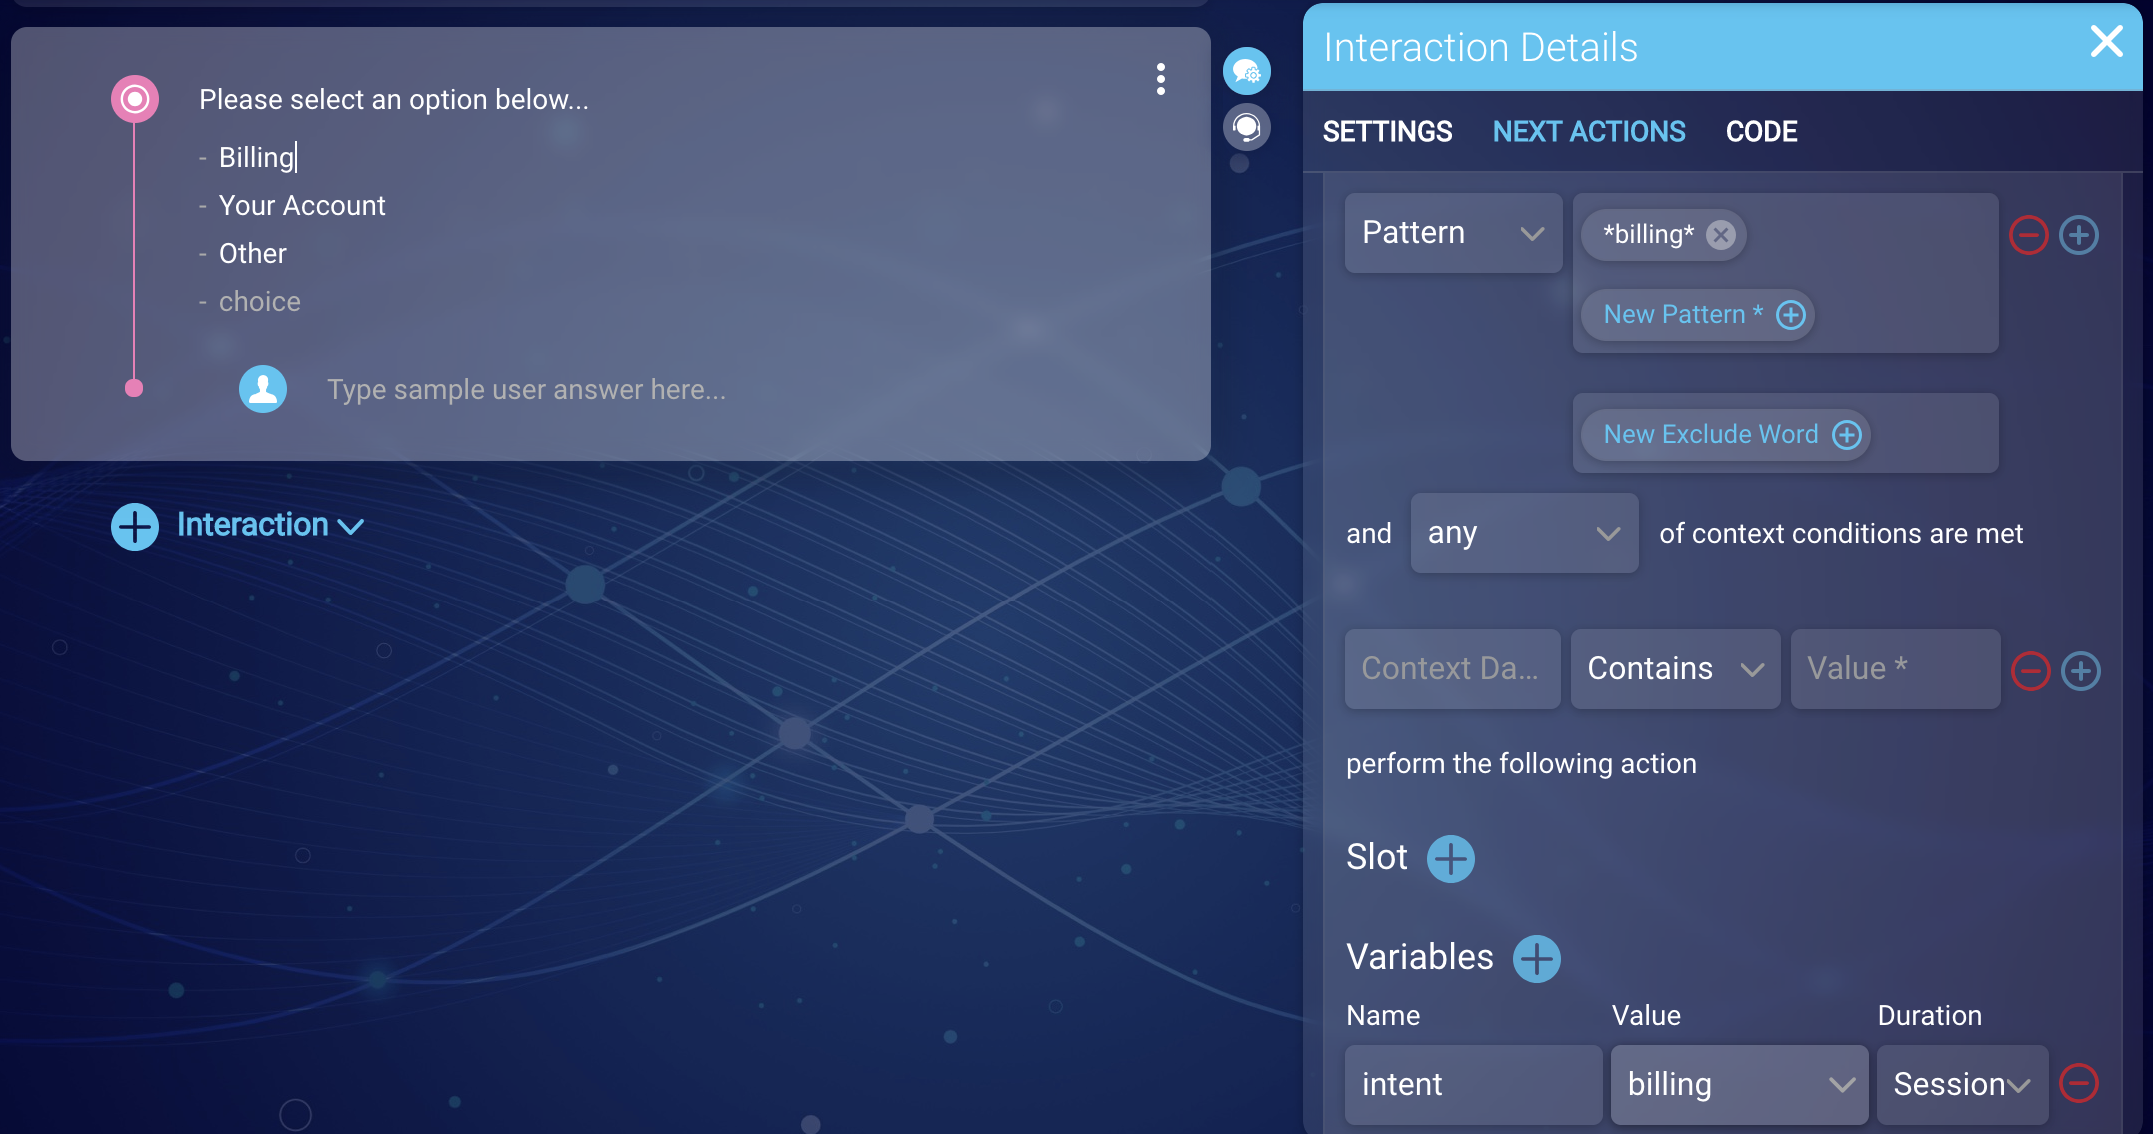 Please select an option below...
- Billing
- Your Account
- Other
- choice
Type sample user answer here...
Interaction
Interaction Details
SETTINGS NEXT ACTIONS CODE
Pattern *billing*
New Pattern *
New Exclude Word
and any of context conditions are met
Context Da... Contains Value *
perform the following action
Slot
Variables
Name Value Duration
intent billing Session